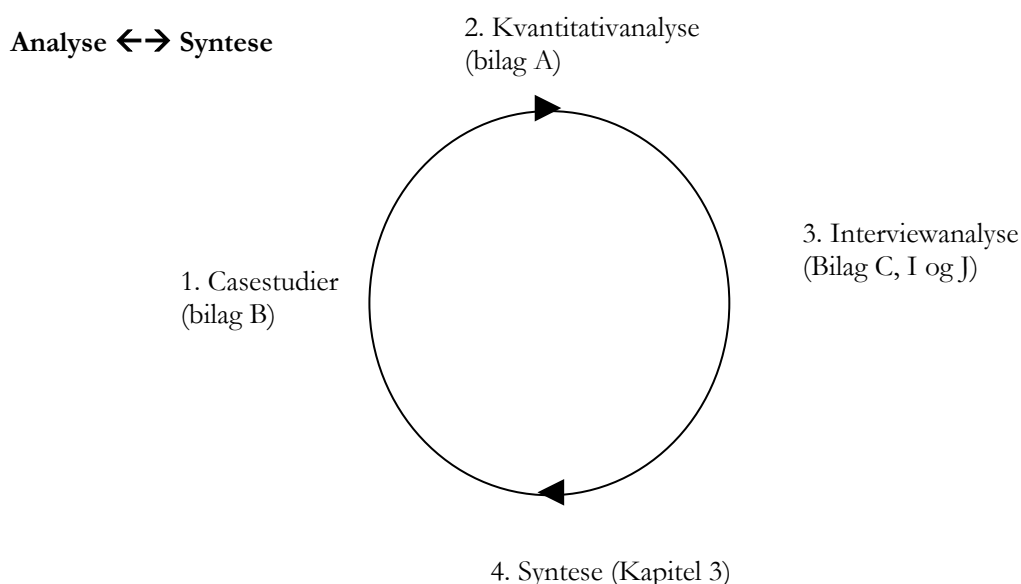 Analyse ←→ Syntese
2. Kvantitativanalyse
(bilag A)
3. Interviewanalyse
(Bilag C, I og J)
1. Casestudier
(bilag B)
4. Syntese (Kapitel 3)